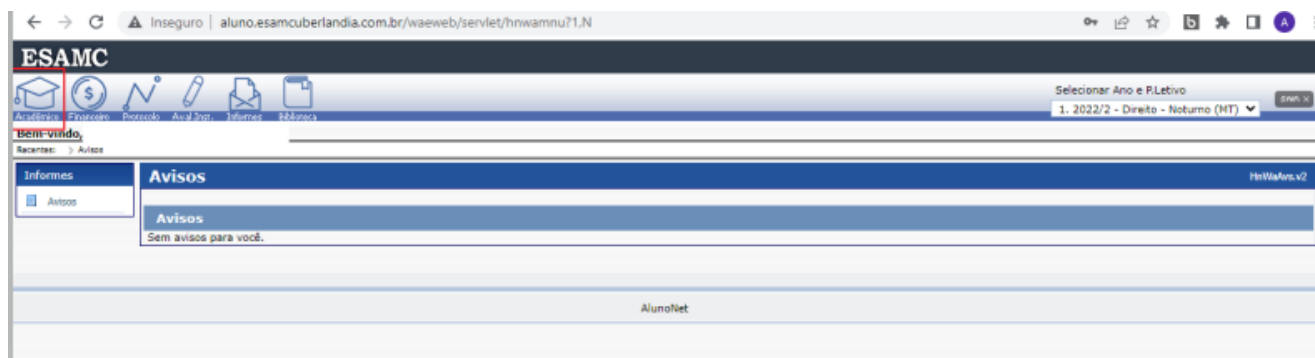 Inseguro | aluno.esamcuberlandia.com.br/waeweb/servlet/hnwamnu?1.N
A
ESAMC
Acadêmico Financeiro Protocolo Aval.Inst. Informes Biblioteca
Selecionar Ano e P.Letivo
1. 2022/2 - Direito - Noturno (MT)
Bem-vindo,
Recentes: > Avisos
Informes
Avisos
Avisos
HnWaAvs.v2
Avisos
Sem avisos para você.
AlunoNet